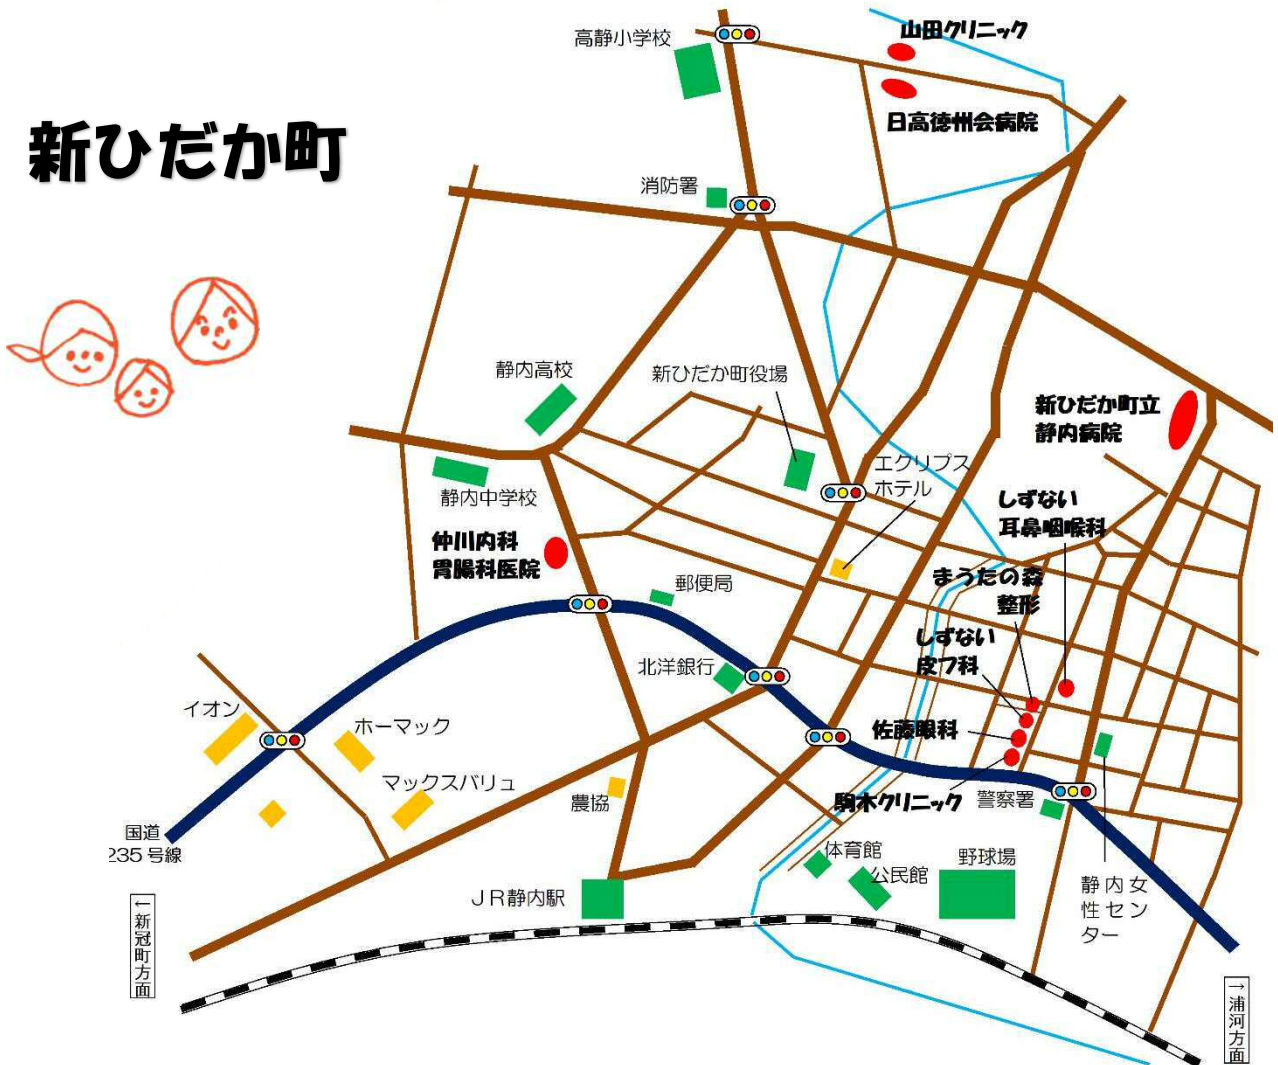 山田クリニック
高静小学校
日高徳州会病院
新ひだか町
消防署
静内高校
新ひだか町役場
新ひだか町立
静内病院
エクリプス
ホテル
静内中学校
しずない
耳鼻咽喉科
仲川内科
胃腸科医院
郵便局
まうたの森
整形
しずない
皮フ科
北洋銀行
イオン
ホーマック
佐藤眼科
マックスバリュ
農協
駒木クリニック
警察署
国道
235号線
体育館
公民館
野球場
JR静内駅
静内女
性セン
ター
←新冠町方面
→浦河方面